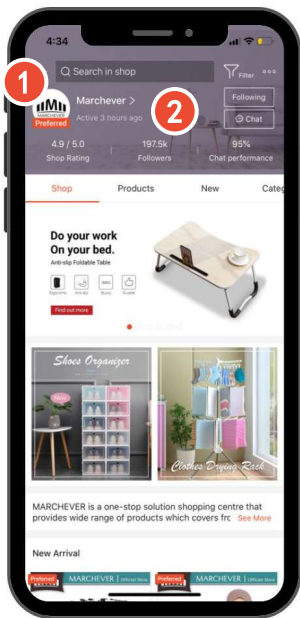 4:34
1
Search in shop
Filter
MARCHEVER
Preferred
Marchever >
2
Following
Active 3 hours ago
Chat
4.9 / 5.0
197.5k
95%
Shop Rating
Followers
Chat performance
Shop
Products
New
Categ
Do your work
On your bed.
Anti-slip Foldable Table
Find out more
Shoes Organizer
New
Clothes Drying Rack
MARCHEVER is a one-stop solution shopping centre that
provides wide range of products which covers frc See More
New Arrival
Preferred
MARCHEVER | Official Store
Preferred
MARCHEVER | Official Store